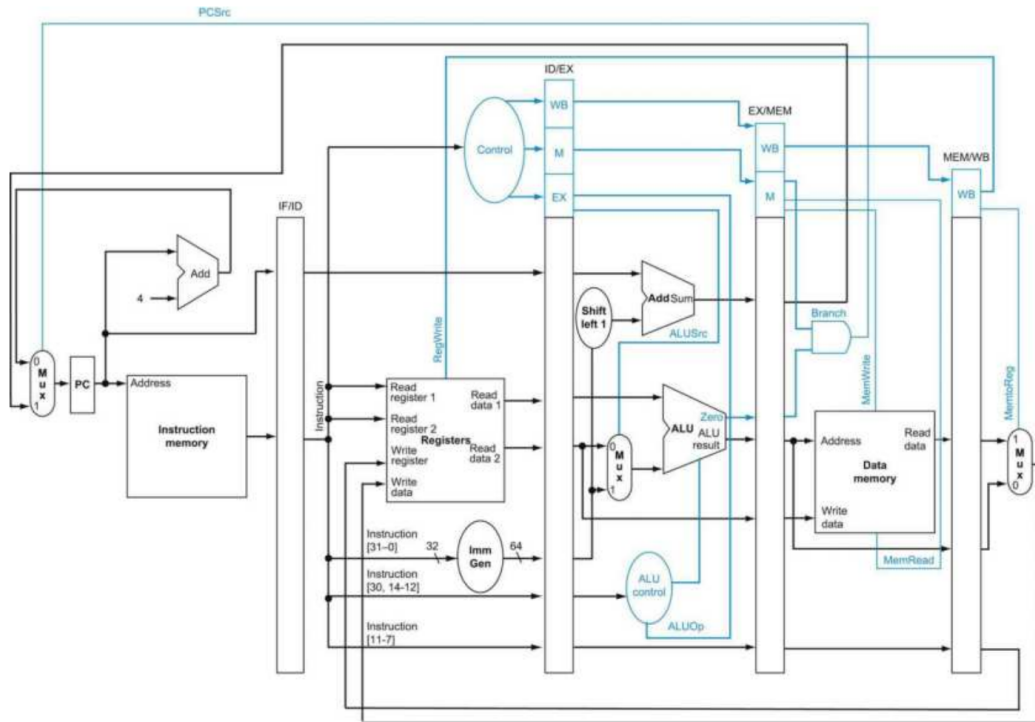 PCSrc
ID/EX
WB
EX/MEM
Control
M
WB
MEM/WB
EX
M
WB
IF/ID
Add
4
Add Sum
Shift
left 1
Branch
ALUSrc
RegWrite
MemWrite
MemtoReg
0
M
u
x
1
PC
Address
Instruction
memory
Instruction
Read
register 1
Read
register 2
Registers
Write
register
Write
data
Read
data 1
Read
data 2
0
M
u
x
1
Zero
ALU
ALU
result
Address
Read
data
Data
memory
Write
data
MemRead
1
M
u
x
0
Instruction
[31–0]
32
Imm
Gen
64
Instruction
[30, 14-12]
ALU
control
Instruction
[11-7]
ALUOp